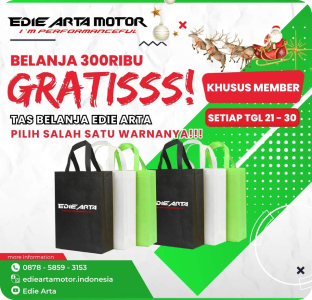 EDIE ARTA MOTOR
I'M PERFORMANCEFUL
BELANJA 300RIBU
GRATISSS!
TAS BELANJA EDIE ARTA
PILIH SALAH SATU WARNANYA!!!
KHUSUS MEMBER
SETIAP TGL 21 - 30
EDIE ARTA
EDIE ARTA
more information
0878 - 5859 - 3153
edieartamotor.indonesia
Edie Arta